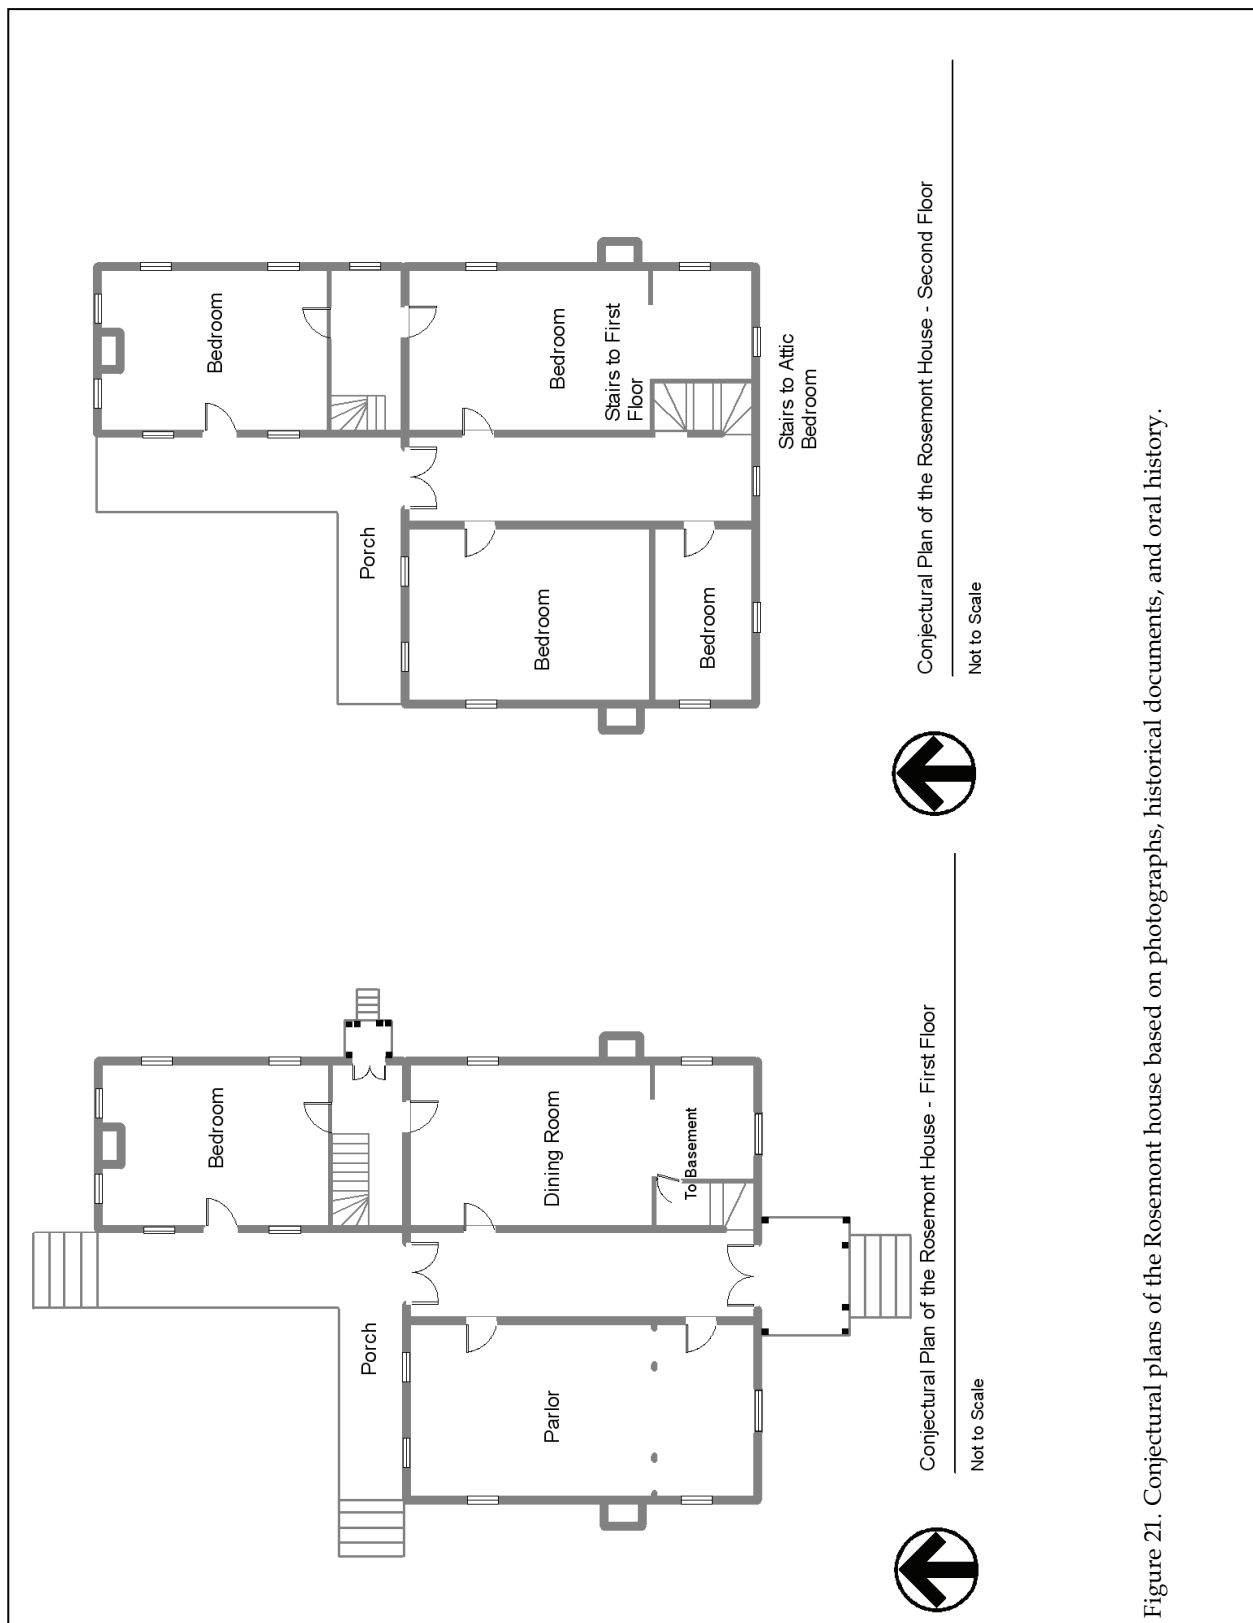 Bedroom
Porch
Dining Room
Parlor
To Basement
Conjectural Plan of the Rosemont House - First Floor
Not to Scale
Bedroom
Porch
Bedroom
Bedroom
Stairs to First
Floor
Bedroom
Stairs to Attic
Bedroom
Conjectural Plan of the Rosemont House - Second Floor
Not to Scale
Figure 21. Conjectural plans of the Rosemont house based on photographs, historical documents, and oral history.